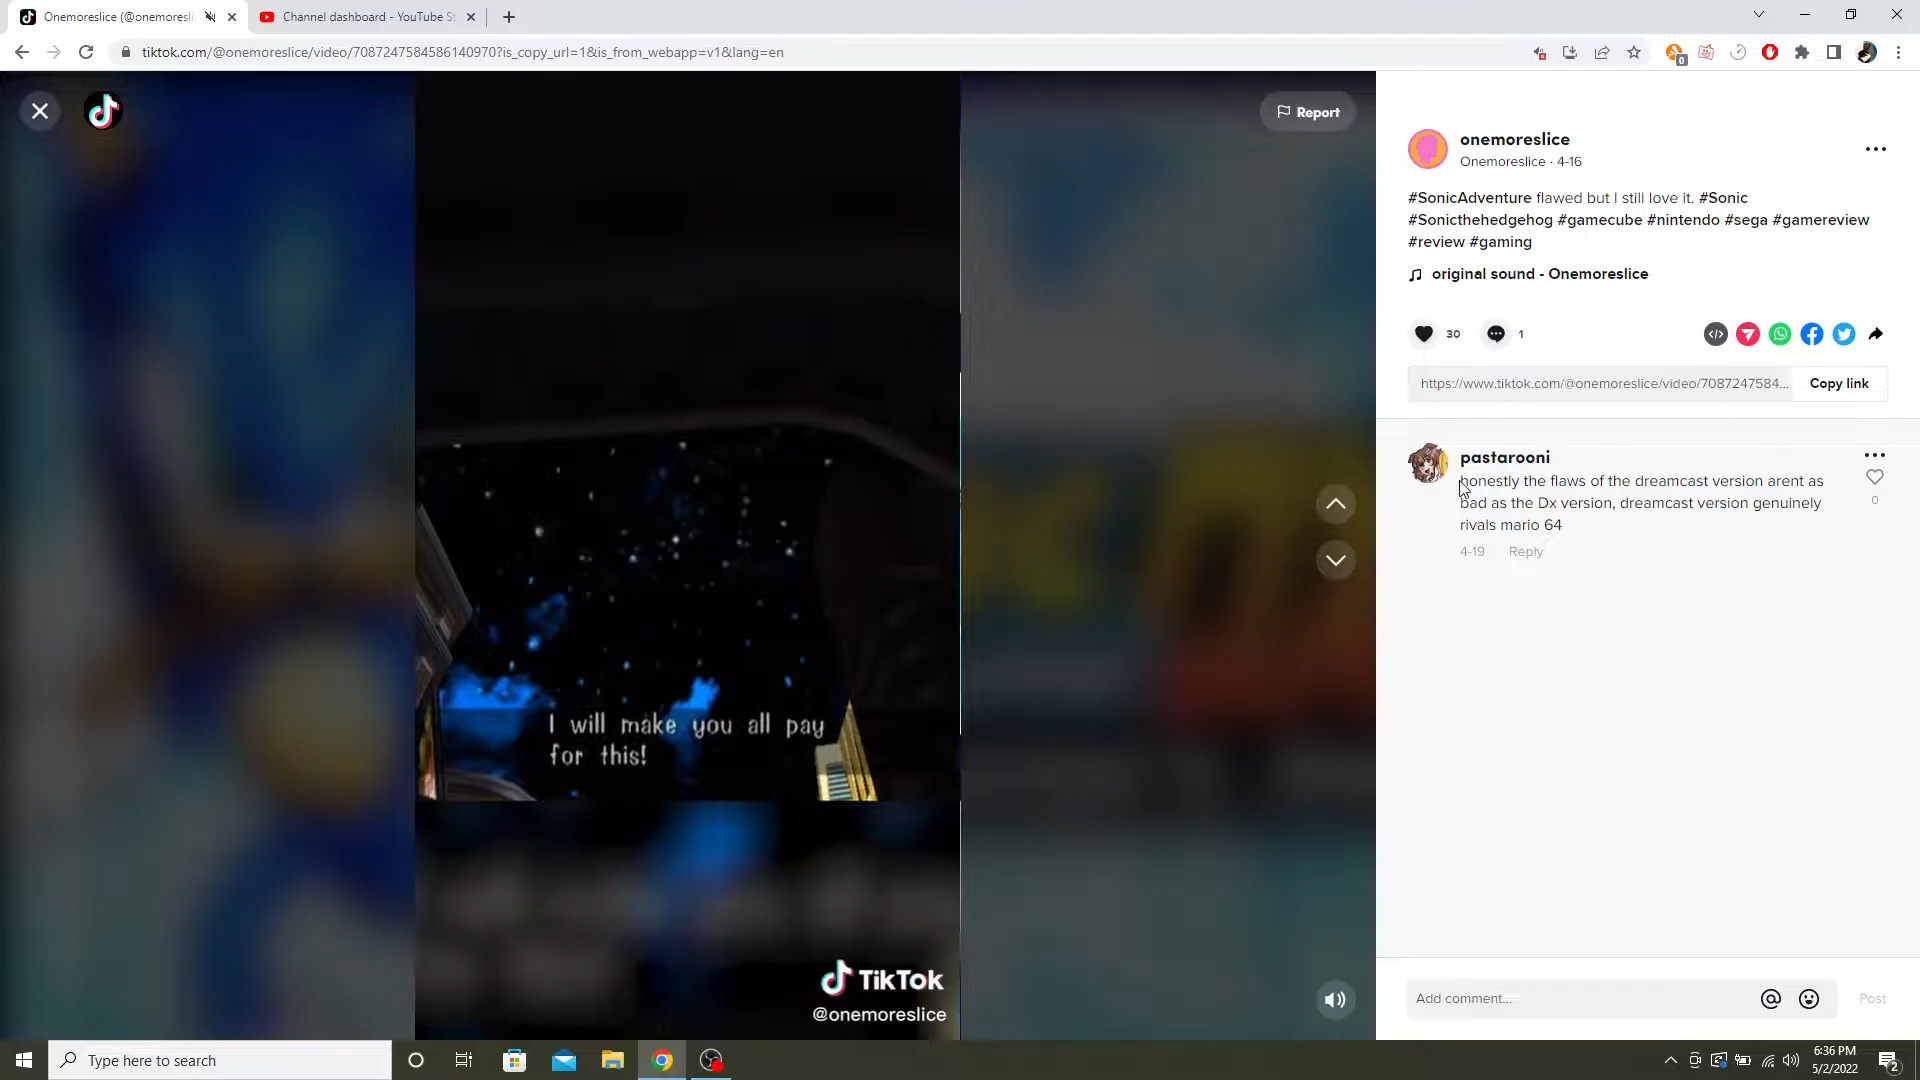 Onemoreslice (@onemoresli
Channel dashboard - YouTube St
tiktok.com/@onemoreslice/video/7087247584586140970?is_copy_url=1&is_from_webapp=v1&lang=en
0
Report
onemoreslice
Onemoreslice · 4-16
#SonicAdventure flawed but I still love it. #Sonic
#Sonicthehedgehog #gamecube #nintendo #sega #gamereview
#review #gaming
original sound - Onemoreslice
30
1
https://www.tiktok.com/@onemoreslice/video/7087247584...
Copy link
pastarooni
honestly the flaws of the dreamcast version arent as
bad as the Dx version, dreamcast version genuinely
rivals mario 64
0
4-19 Reply
I will make you all pay
for this!
TikTok
@onemoreslice
Add comment...
Post
Type here to search
6:36 PM
5/2/2022
2